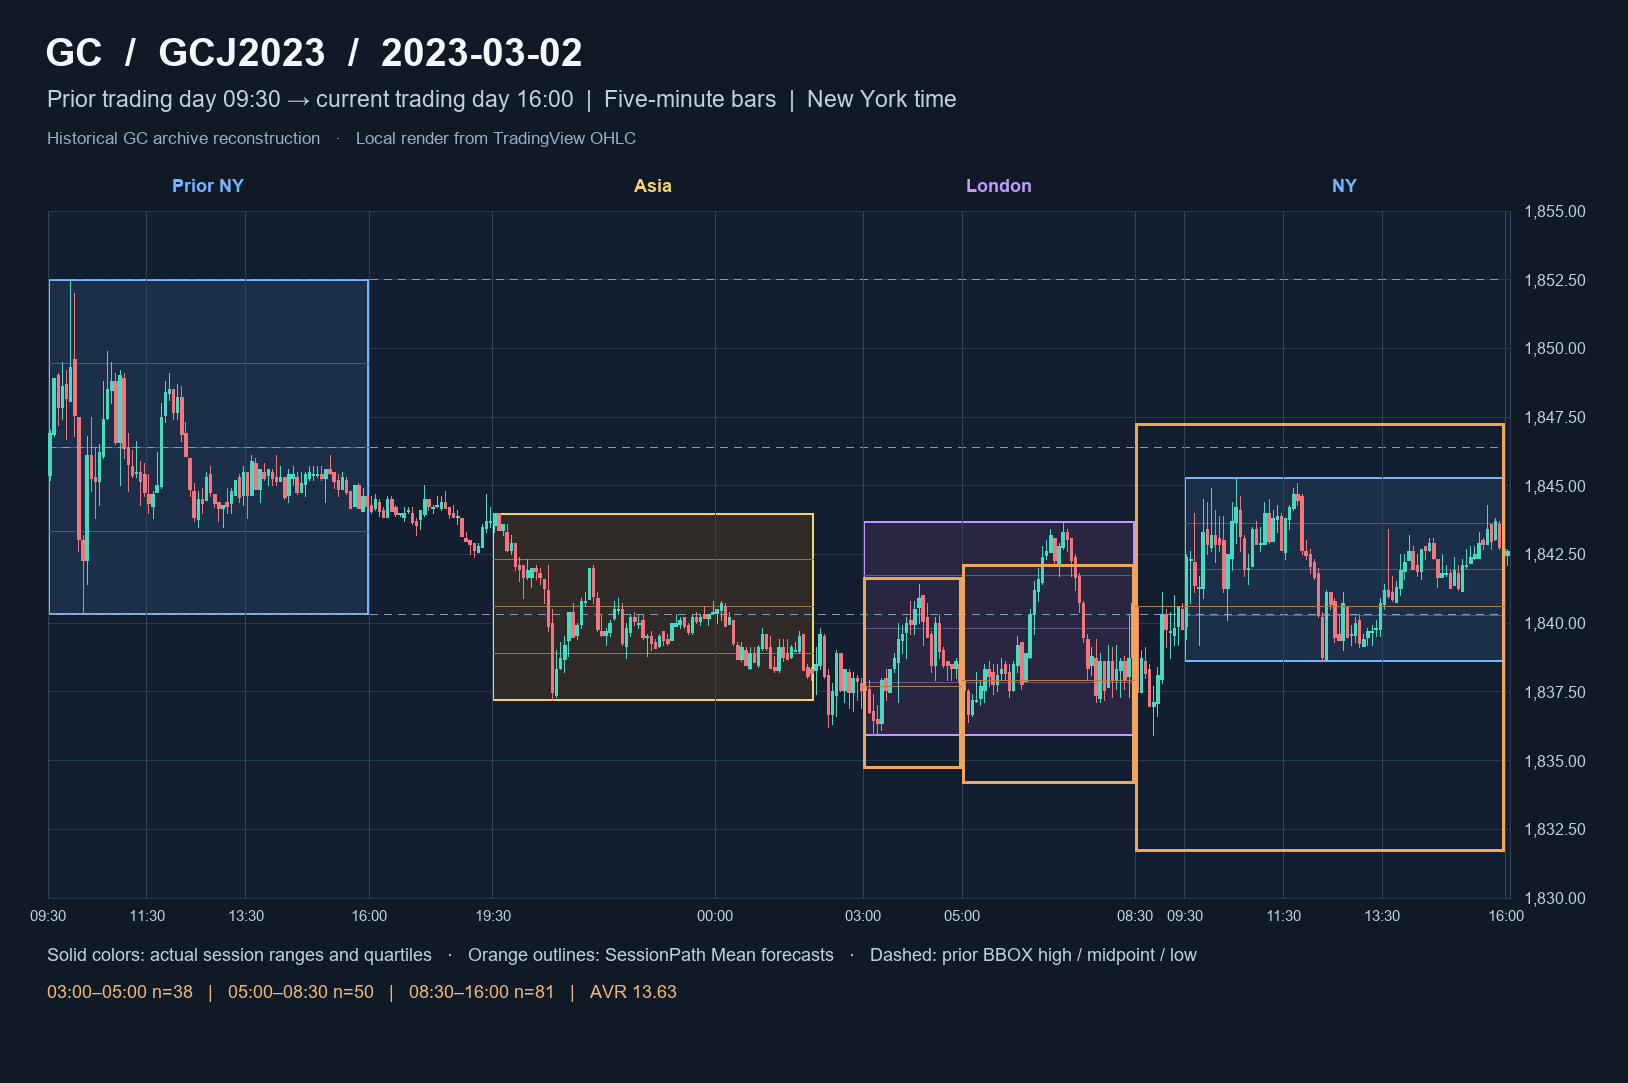 GC / GCJ2023 / 2023-03-02
Prior trading day 09:30 → current trading day 16:00 | Five-minute bars | New York time
Historical GC archive reconstruction · Local render from TradingView OHLC
Prior NY Asia London NY
1,855.00
1,852.50
1,850.00
1,847.50
1,845.00
1,842.50
1,840.00
1,837.50
1,835.00
1,832.50
1,830.00
09:30 11:30 13:30 16:00 19:30 00:00 03:00 05:00 08:30 09:30 11:30 13:30 16:00
Solid colors: actual session ranges and quartiles · Orange outlines: SessionPath Mean forecasts · Dashed: prior BBOX high / midpoint / low
03:00–05:00 n=38 | 05:00–08:30 n=50 | 08:30–16:00 n=81 | AVR 13.63